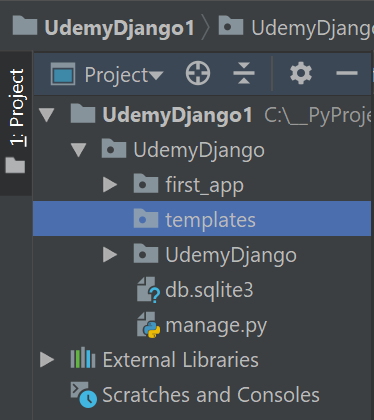 UdemyDjango1 UdemyDjang
1: Project
Project
UdemyDjango1 C:\__PyProje
UdemyDjango
first_app
templates
UdemyDjango
db.sqlite3
manage.py
External Libraries
Scratches and Consoles